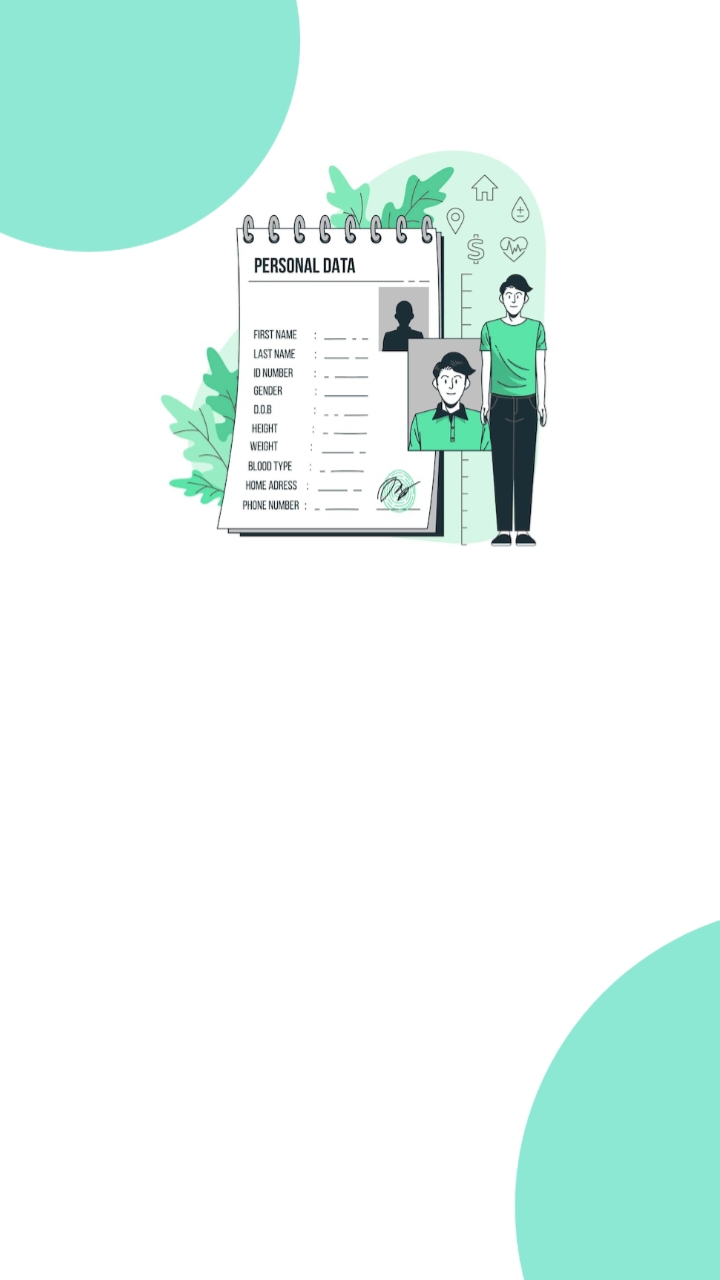 PERSONAL DATA
FIRST NAME :
LAST NAME :
ID NUMBER :
GENDER :
D.O.B :
HEIGHT :
WEIGHT :
BLOOD TYPE :
HOME ADRESS :
PHONE NUMBER :